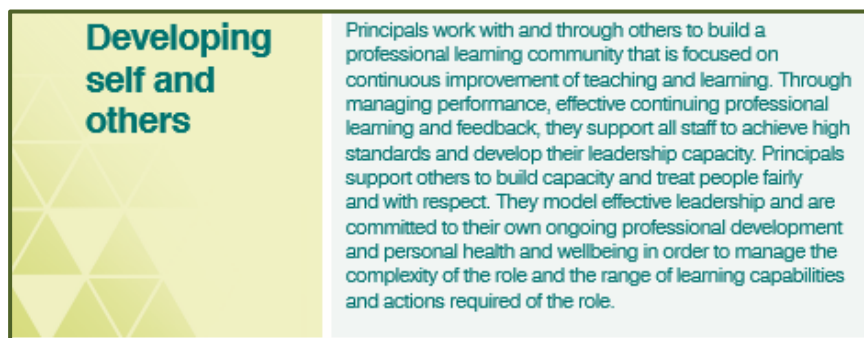 Developing
self and
others
Principals work with and through others to build a
professional learning community that is focused on
continuous improvement of teaching and learning. Through
managing performance, effective continuing professional
learning and feedback, they support all staff to achieve high
standards and develop their leadership capacity. Principals
support others to build capacity and treat people fairly
and with respect. They model effective leadership and are
committed to their own ongoing professional development
and personal health and wellbeing in order to manage the
complexity of the role and the range of learning capabilities
and actions required of the role.